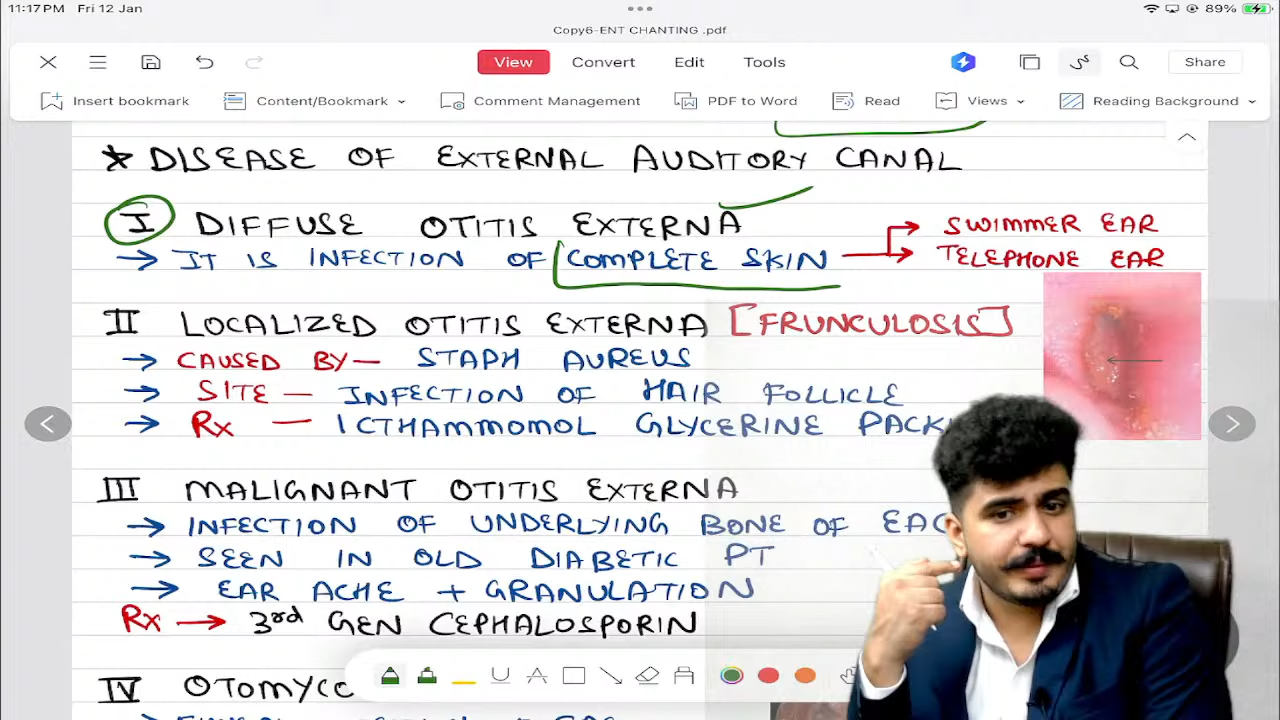 11:17PM Fri 12 Jan 89%
Copy6-ENT CHANTING .pdf
View Convert Edit Tools Share
Insert bookmark Content/Bookmark Comment Management PDF to Word Read Views Reading Background
★ DISEASE OF EXTERNAL AUDITORY CANAL
I DIFFUSE OTITIS EXTERNA
→ IT IS INFECTION OF COMPLETE SKIN → SWIMMER EAR
→ TELEPHONE EAR
II LOCALIZED OTITIS EXTERNA [FRUNCULOSIS]
→ CAUSED BY — STAPH AUREUS
→ SITE — INFECTION OF HAIR FOLLICLE
→ Rx — ICTHAMMOMOL GLYCERINE PACK
III MALIGNANT OTITIS EXTERNA
→ INFECTION OF UNDERLYING BONE OF EAC
→ SEEN IN OLD DIABETIC PT
→ EAR ACHE + GRANULATION
Rx → 3rd GEN CEPHALOSPORIN
IV OTOMYCO